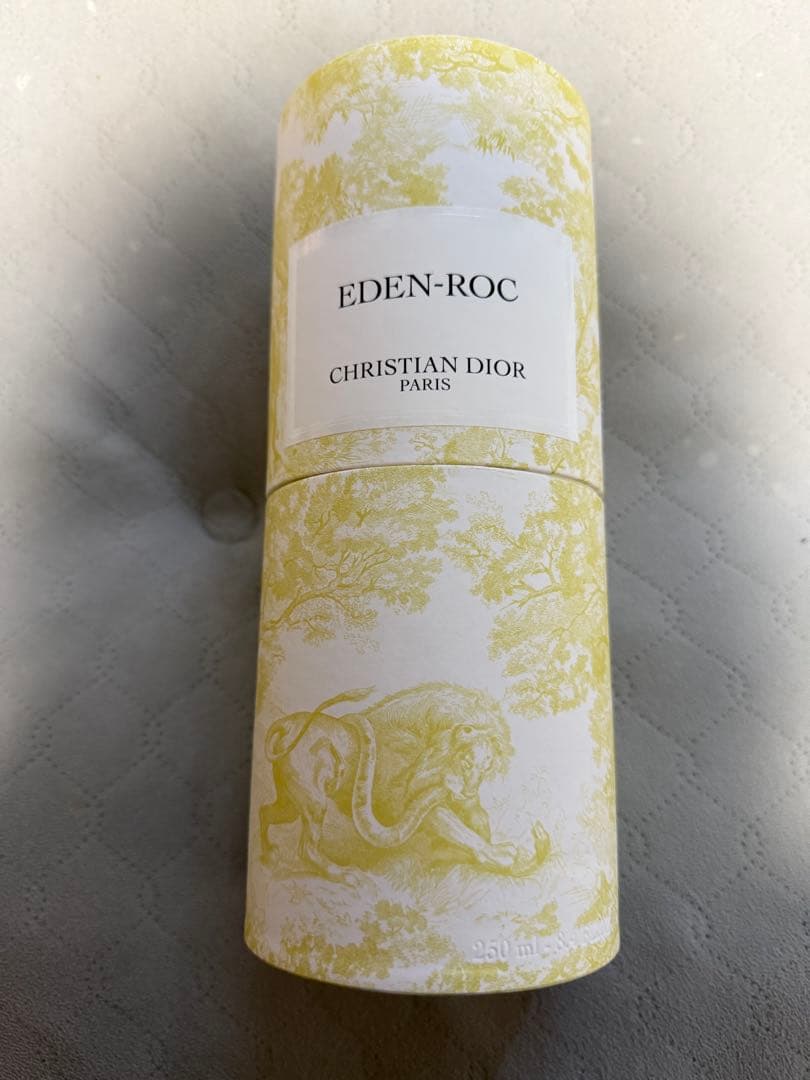 EDEN-ROC
CHRISTIAN DIOR
PARIS
250 ml